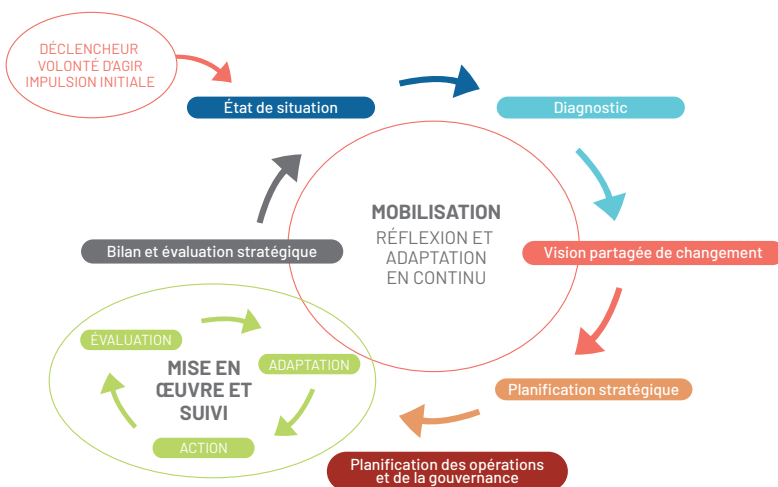 DÉCLENCHEUR
VOLONTÉ D'AGIR
IMPULSION INITIALE
État de situation
Diagnostic
MOBILISATION
RÉFLEXION ET
ADAPTATION
EN CONTINU
Bilan et évaluation stratégique
Vision partagée de changement
ÉVALUATION
ADAPTATION
MISE EN
ŒUVRE ET
SUIVI
ACTION
Planification stratégique
Planification des opérations
et de la gouvernance